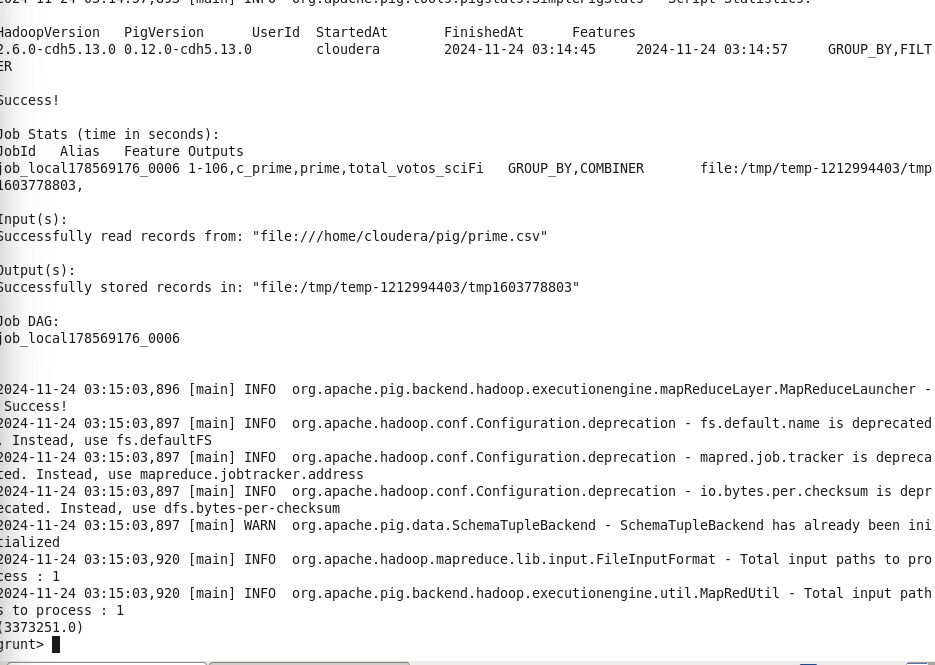 2024-11-24 03:14:57,895 [main] INFO  org.apache.pig.tools.pigstats.SimplePigStats - Script Statistics:
HadoopVersion   PigVersion      UserId  StartedAt       FinishedAt      Features
2.6.0-cdh5.13.0 0.12.0-cdh5.13.0        cloudera        2024-11-24 03:14:45     2024-11-24 03:14:57     GROUP_BY,FILT
ER
Success!
Job Stats (time in seconds):
JobId   Alias   Feature Outputs
job_local178569176_0006 1-106,c_prime,prime,total_votos_sciFi   GROUP_BY,COMBINER       file:/tmp/temp-1212994403/tmp
1603778803,
Input(s):
Successfully read records from: "file:///home/cloudera/pig/prime.csv"
Output(s):
Successfully stored records in: "file:/tmp/temp-1212994403/tmp1603778803"
Job DAG:
job_local178569176_0006
2024-11-24 03:15:03,896 [main] INFO  org.apache.pig.backend.hadoop.executionengine.mapReduceLayer.MapReduceLauncher -
 Success!
2024-11-24 03:15:03,897 [main] INFO  org.apache.hadoop.conf.Configuration.deprecation - fs.default.name is deprecated
. Instead, use fs.defaultFS
2024-11-24 03:15:03,897 [main] INFO  org.apache.hadoop.conf.Configuration.deprecation - mapred.job.tracker is depreca
ted. Instead, use mapreduce.jobtracker.address
2024-11-24 03:15:03,897 [main] INFO  org.apache.hadoop.conf.Configuration.deprecation - io.bytes.per.checksum is depr
ecated. Instead, use dfs.bytes-per-checksum
2024-11-24 03:15:03,897 [main] WARN  org.apache.pig.data.SchemaTupleBackend - SchemaTupleBackend has already been ini
tialized
2024-11-24 03:15:03,920 [main] INFO  org.apache.hadoop.mapreduce.lib.input.FileInputFormat - Total input paths to pro
cess : 1
2024-11-24 03:15:03,920 [main] INFO  org.apache.pig.backend.hadoop.executionengine.util.MapRedUtil - Total input path
s to process : 1
(3373251.0)
grunt>